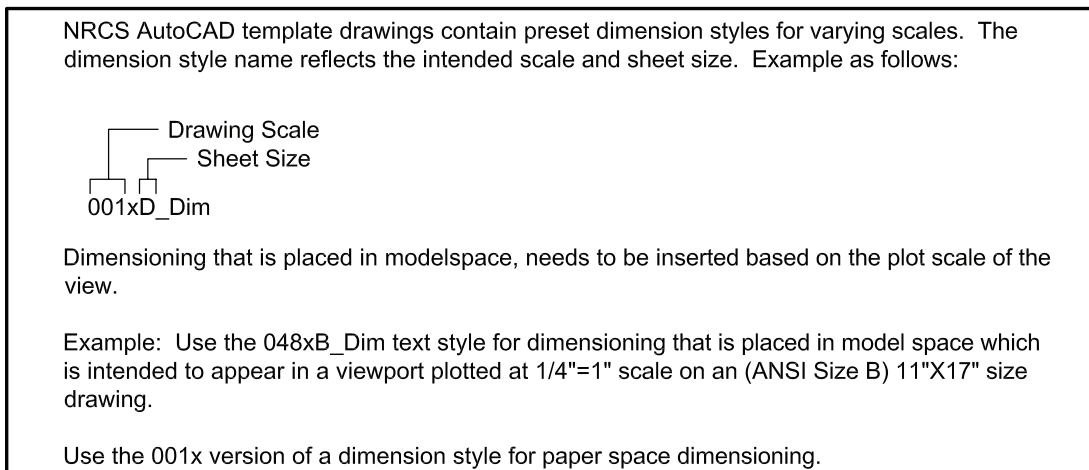 NRCS AutoCAD template drawings contain preset dimension styles for varying scales.  The
dimension style name reflects the intended scale and sheet size.  Example as follows:
Drawing Scale
Sheet Size
001xD_Dim
Dimensioning that is placed in modelspace, needs to be inserted based on the plot scale of the
view.
Example:  Use the 048xB_Dim text style for dimensioning that is placed in model space which
is intended to appear in a viewport plotted at 1/4"=1" scale on an (ANSI Size B) 11"X17" size
drawing.
Use the 001x version of a dimension style for paper space dimensioning.